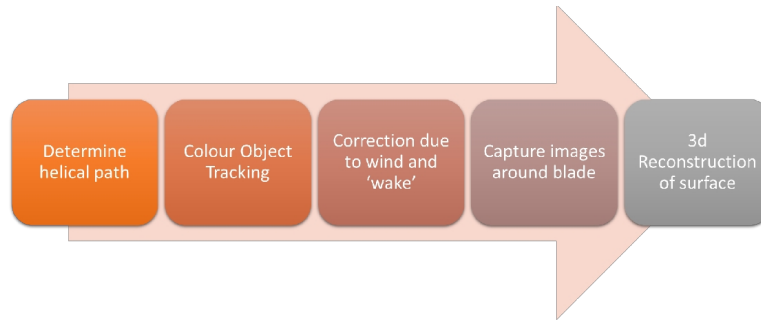 Determine
helical path
Colour Object
Tracking
Correction due
to wind and
‘wake’
Capture images
around blade
3d
Reconstruction
of surface